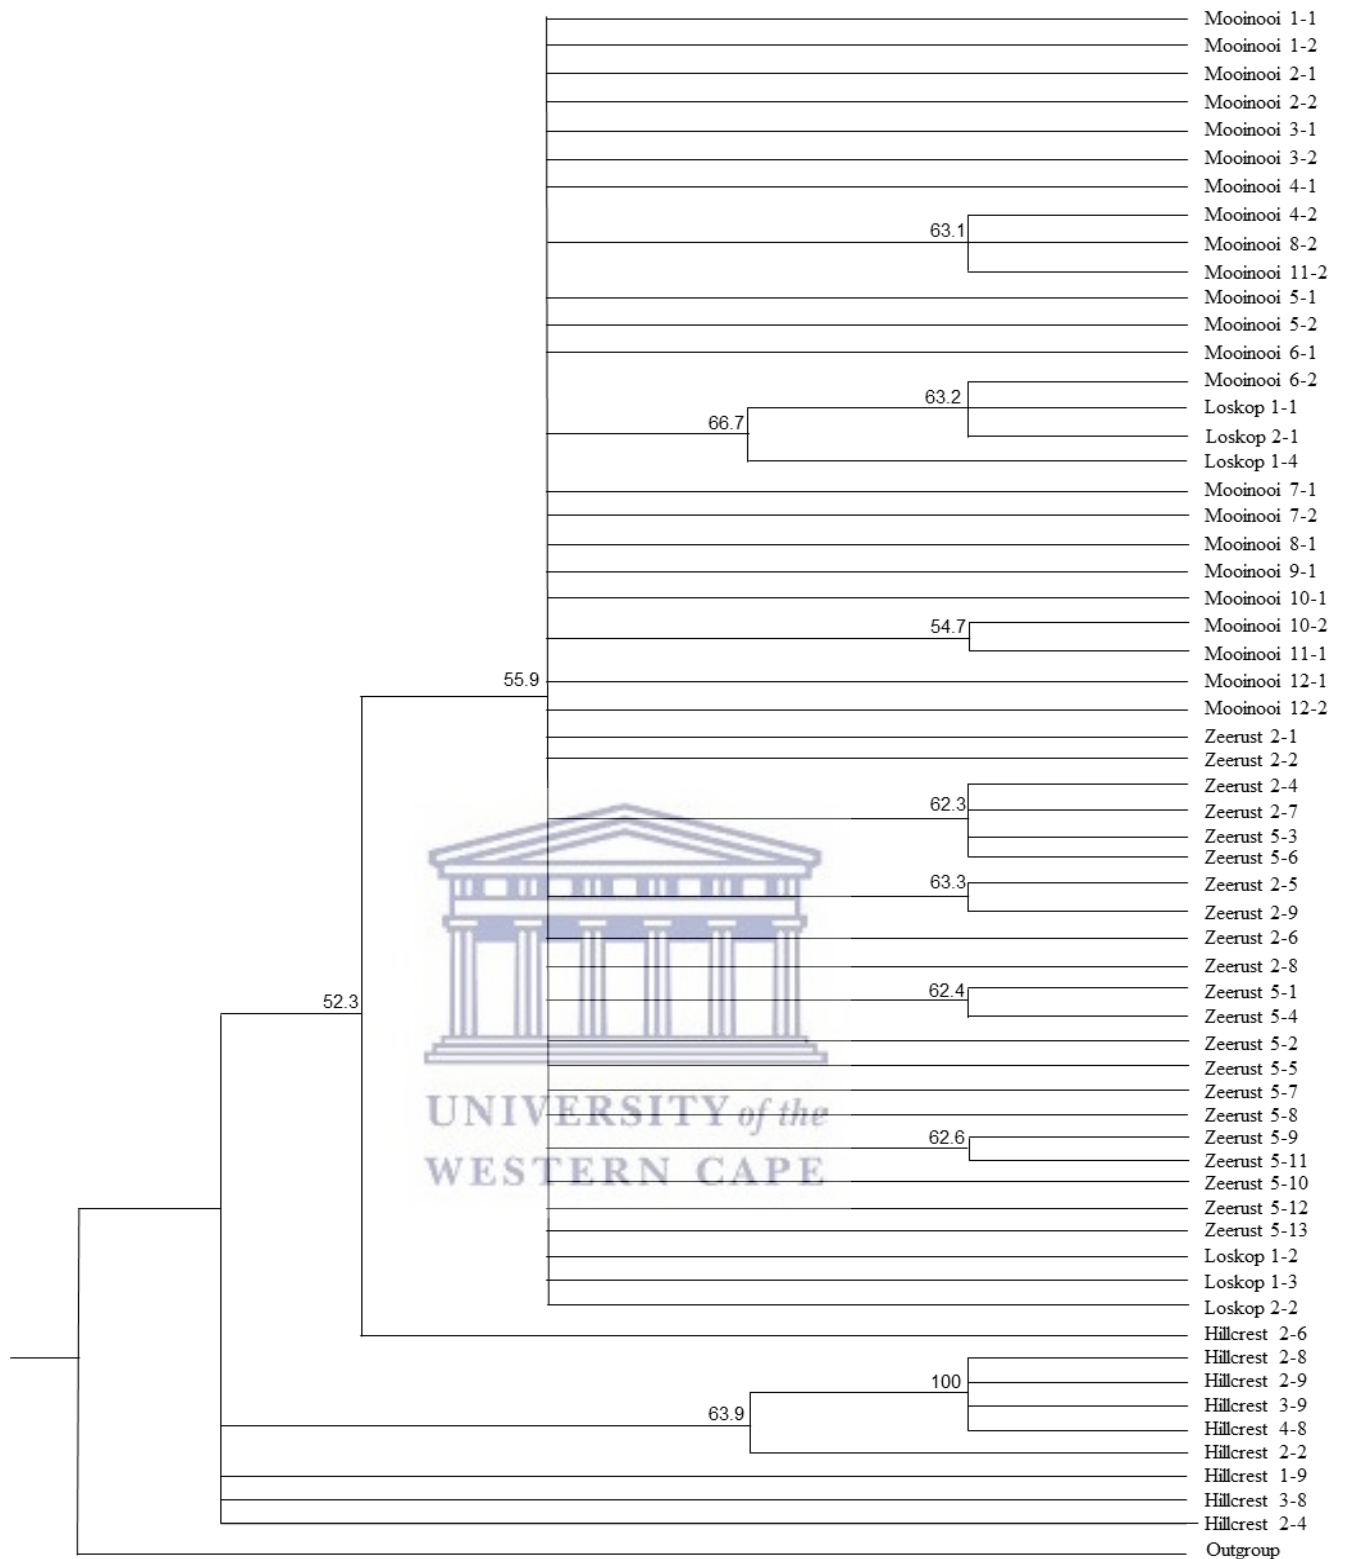 Mooinooi 1-1
Mooinooi 1-2
Mooinooi 2-1
Mooinooi 2-2
Mooinooi 3-1
Mooinooi 3-2
Mooinooi 4-1
Mooinooi 4-2
63.1
Mooinooi 8-2
Mooinooi 11-2
Mooinooi 5-1
Mooinooi 5-2
Mooinooi 6-1
Mooinooi 6-2
63.2
Loskop 1-1
66.7
Loskop 2-1
Loskop 1-4
Mooinooi 7-1
Mooinooi 7-2
Mooinooi 8-1
Mooinooi 9-1
Mooinooi 10-1
54.7
Mooinooi 10-2
Mooinooi 11-1
55.9
Mooinooi 12-1
Mooinooi 12-2
Zeerust 2-1
Zeerust 2-2
Zeerust 2-4
62.3
Zeerust 2-7
Zeerust 5-3
Zeerust 5-6
63.3
Zeerust 2-5
Zeerust 2-9
Zeerust 2-6
Zeerust 2-8
62.4
Zeerust 5-1
52.3
Zeerust 5-4
Zeerust 5-2
Zeerust 5-5
Zeerust 5-7
UNIVERSITY of the
Zeerust 5-8
62.6
Zeerust 5-9
WESTERN CAPE
Zeerust 5-11
Zeerust 5-10
Zeerust 5-12
Zeerust 5-13
Loskop 1-2
Loskop 1-3
Loskop 2-2
Hillcrest 2-6
Hillcrest 2-8
100
Hillcrest 2-9
Hillcrest 3-9
63.9
Hillcrest 4-8
Hillcrest 2-2
Hillcrest 1-9
Hillcrest 3-8
Hillcrest 2-4
Outgroup